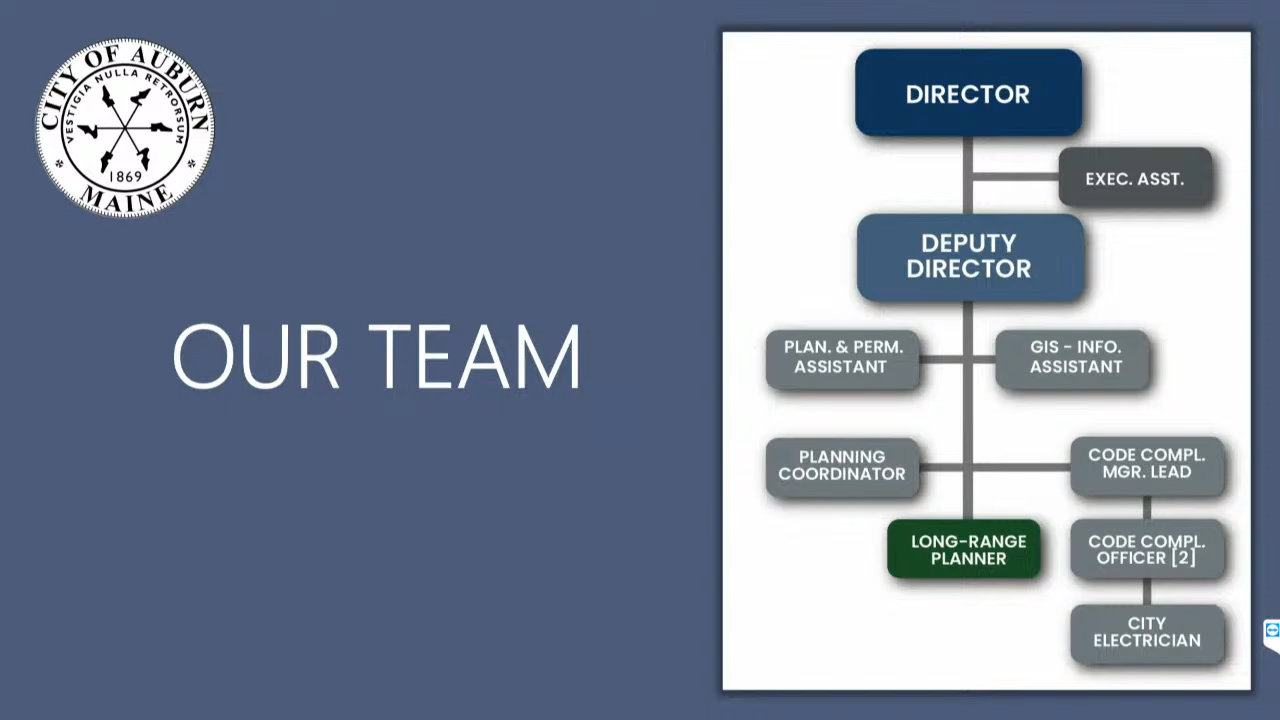 CITY OF AUBURN
VESTIGIA NULLA RETRORSUM
1869
MAINE
OUR TEAM
DIRECTOR
EXEC. ASST.
DEPUTY
DIRECTOR
PLAN. & PERM.
ASSISTANT
GIS - INFO.
ASSISTANT
PLANNING
COORDINATOR
CODE COMPL.
MGR. LEAD
LONG-RANGE
PLANNER
CODE COMPL.
OFFICER [2]
CITY
ELECTRICIAN